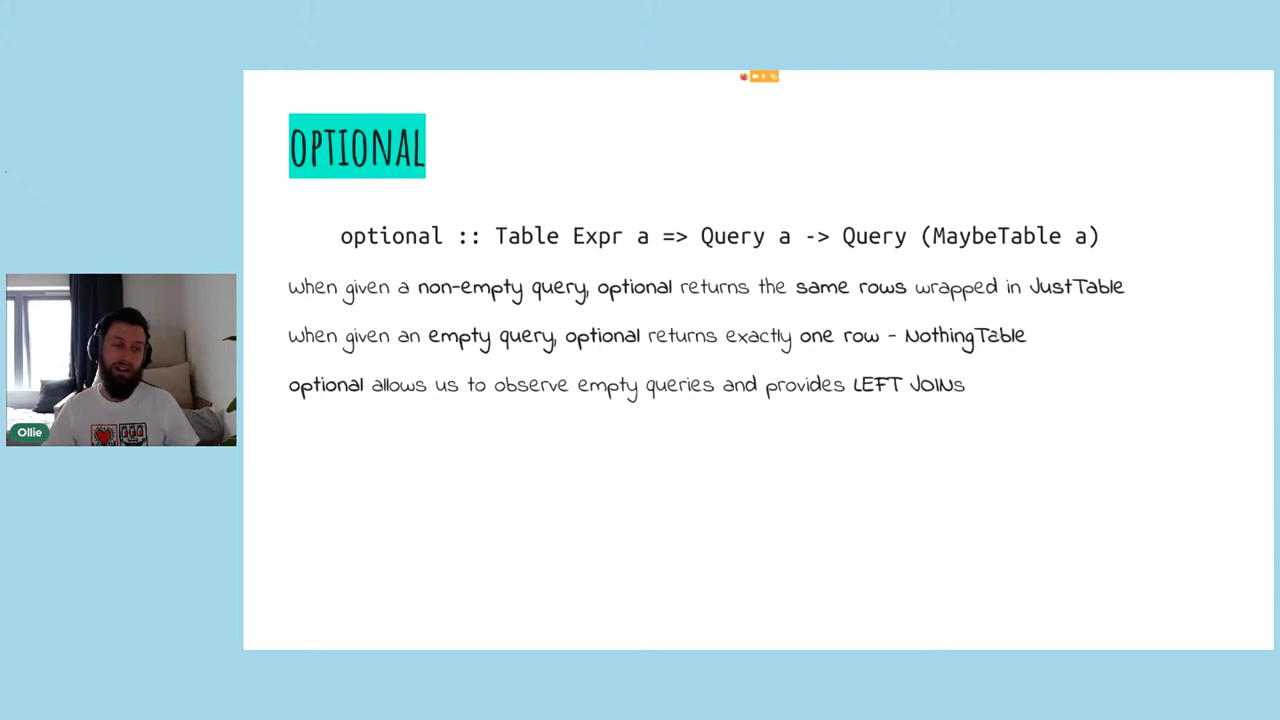 OPTIONAL
optional :: Table Expr a => Query a -> Query (MaybeTable a)
when given a non-empty query, optional returns the same rows wrapped in JustTable
when given an empty query, optional returns exactly one row - NothingTable
optional allows us to observe empty queries and provides LEFT JOINs
Ollie